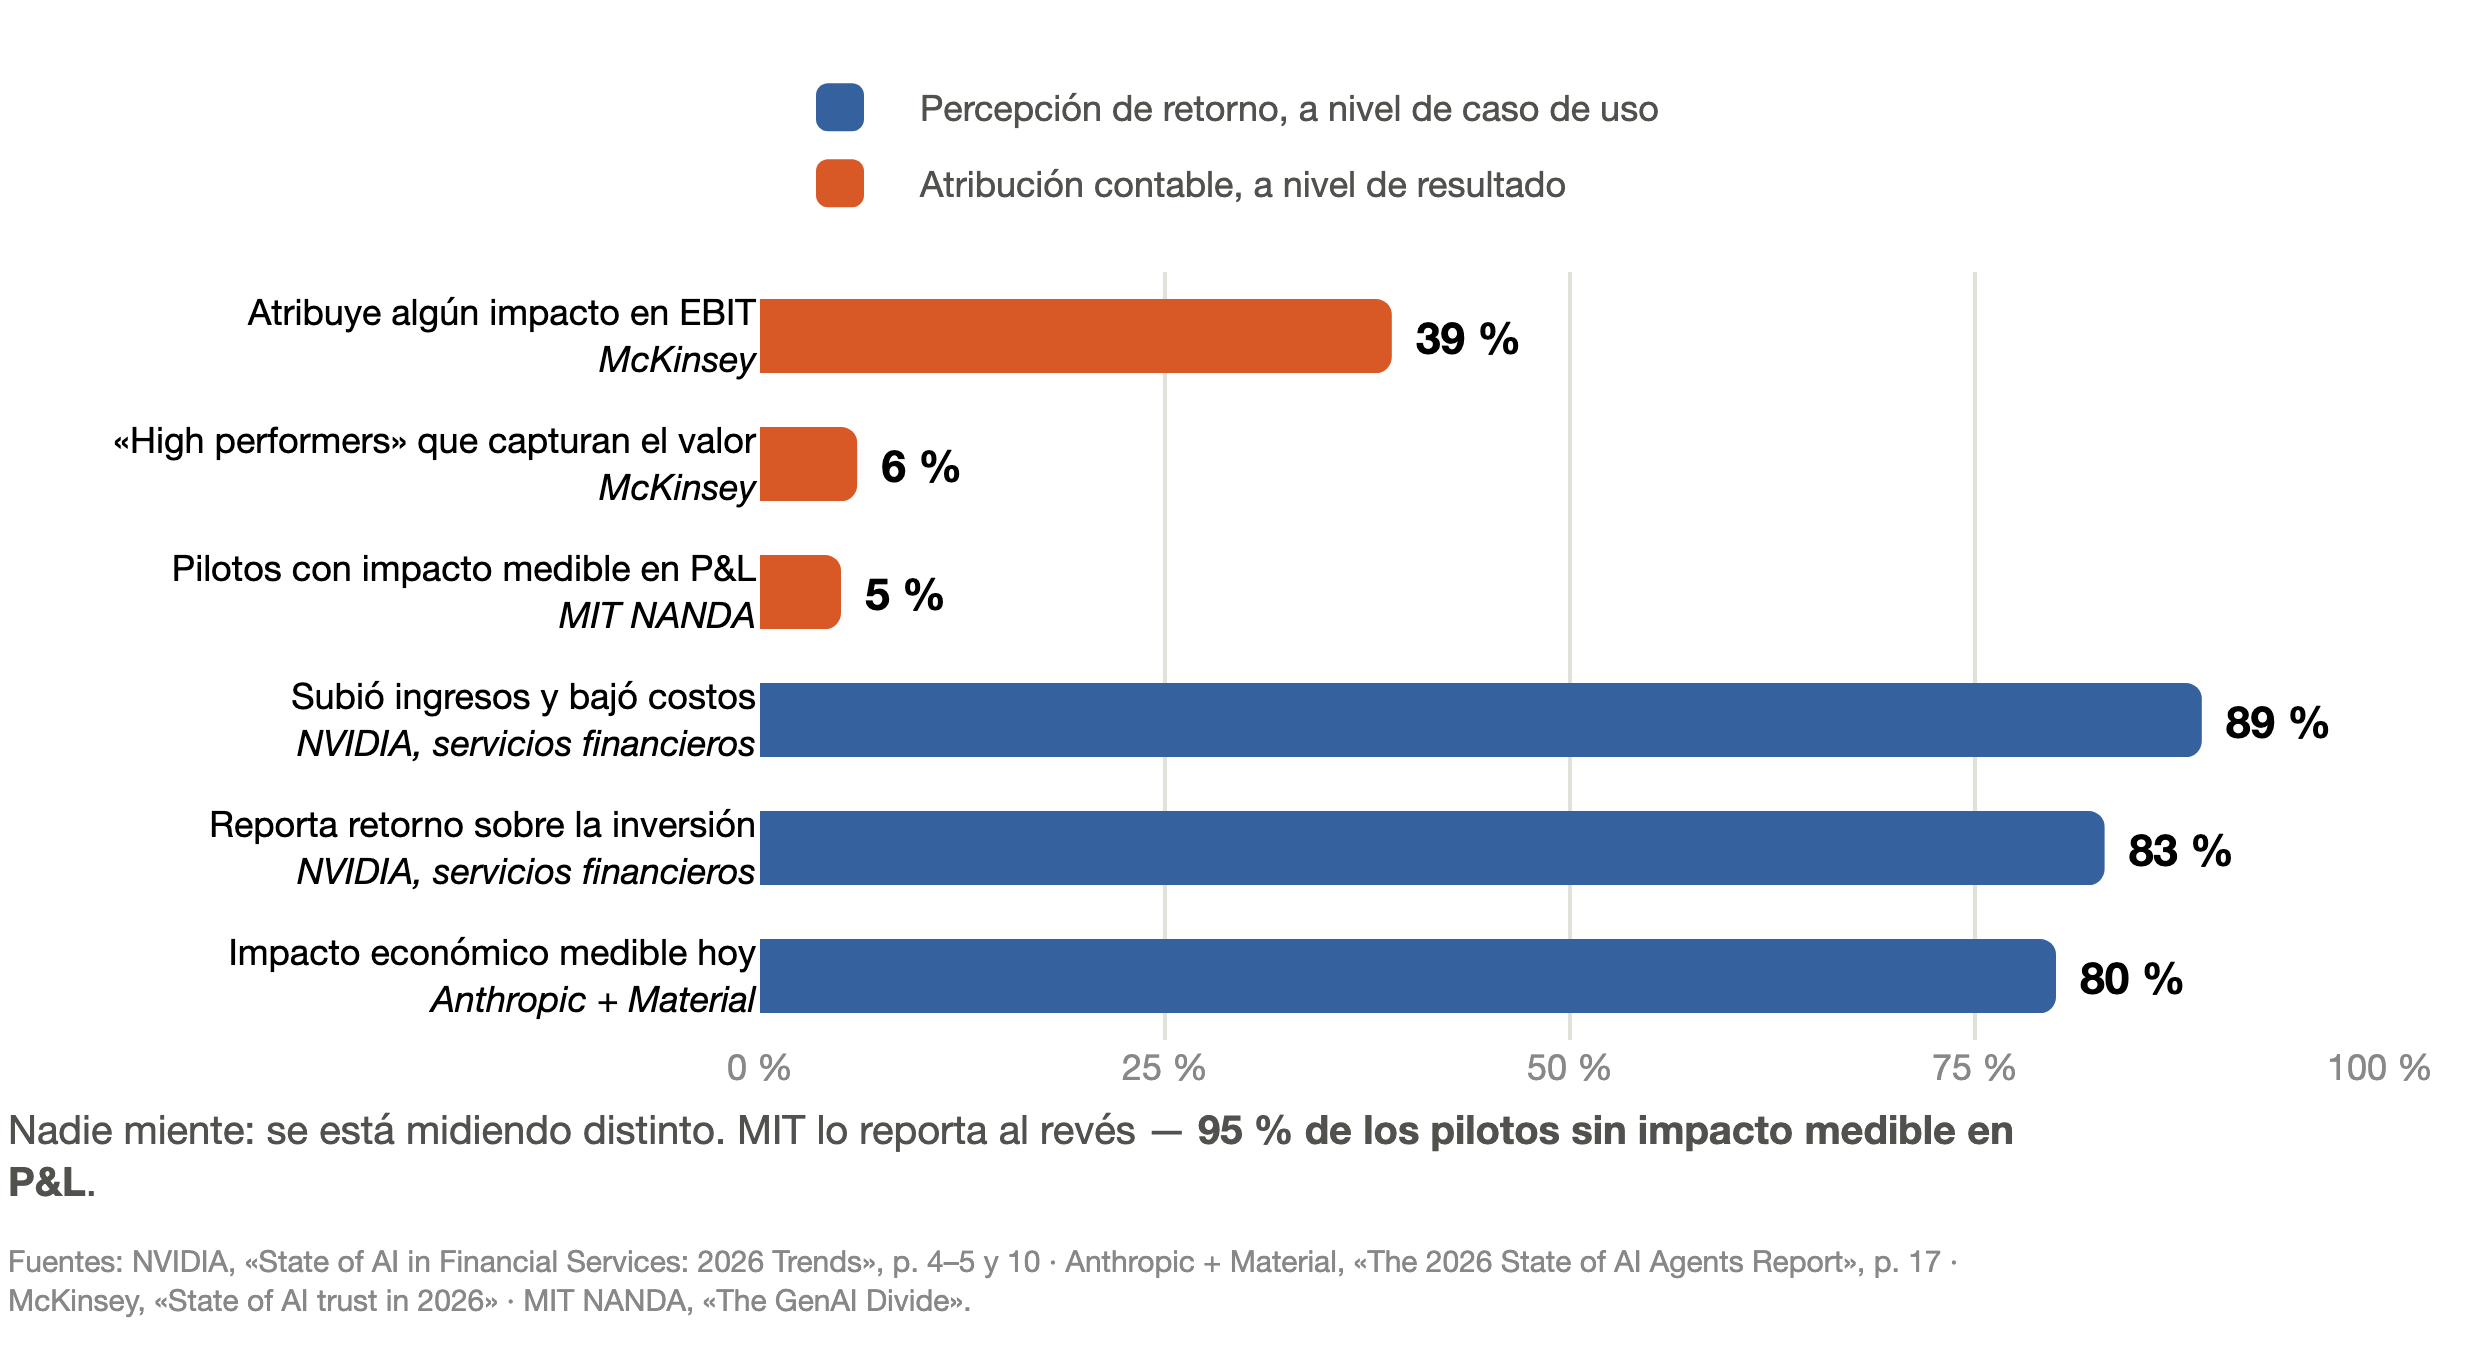 Percepción de retorno, a nivel de caso de uso
Atribución contable, a nivel de resultado
Atribuye algún impacto en EBIT
McKinsey
39 %
«High performers» que capturan el valor
McKinsey
6 %
Pilotos con impacto medible en P&L
MIT NANDA
5 %
Subió ingresos y bajó costos
NVIDIA, servicios financieros
89 %
Reporta retorno sobre la inversión
NVIDIA, servicios financieros
83 %
Impacto económico medible hoy
Anthropic + Material
80 %
0 % 25 % 50 % 75 % 100 %
Nadie miente: se está midiendo distinto. MIT lo reporta al revés — 95 % de los pilotos sin impacto medible en
P&L.
Fuentes: NVIDIA, «State of AI in Financial Services: 2026 Trends», p. 4–5 y 10 · Anthropic + Material, «The 2026 State of AI Agents Report», p. 17 ·
McKinsey, «State of AI trust in 2026» · MIT NANDA, «The GenAI Divide».